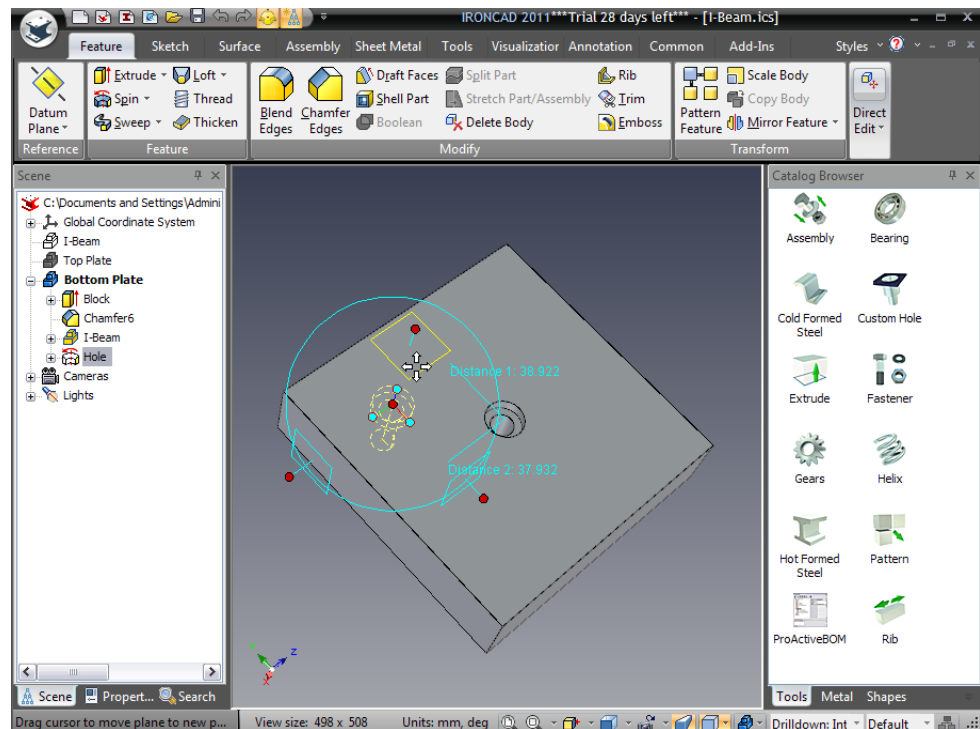 IRONCAD 2011***Trial 28 days left*** - [I-Beam.ics]
Feature Sketch Surface Assembly Sheet Metal Tools Visualization Annotation Common Add-Ins Styles
Extrude Loft Draft Faces Split Part Rib Scale Body
Spin Thread Shell Part Stretch Part/Assembly Trim Copy Body
Sweep Thicken Boolean Delete Body Emboss Mirror Feature
Datum Plane
Blend Edges
Chamfer Edges
Pattern Feature
Direct Edit
Reference Feature Modify Transform
Scene
C:\Documents and Settings\Admini
Global Coordinate System
I-Beam
Top Plate
Bottom Plate
Block
Chamfer6
I-Beam
Hole
Cameras
Lights
Scene Propert... Search
Distance 1: 38.922
Distance 2: 37.932
Z
Catalog Browser
Assembly Bearing
Cold Formed Steel
Custom Hole
Extrude Fastener
Gears Helix
Hot Formed Steel
Pattern
ProActiveBOM Rib
Tools Metal Shapes
Drag cursor to move plane to new p... View size: 498 x 508 Units: mm, deg Drilldown: Int Default